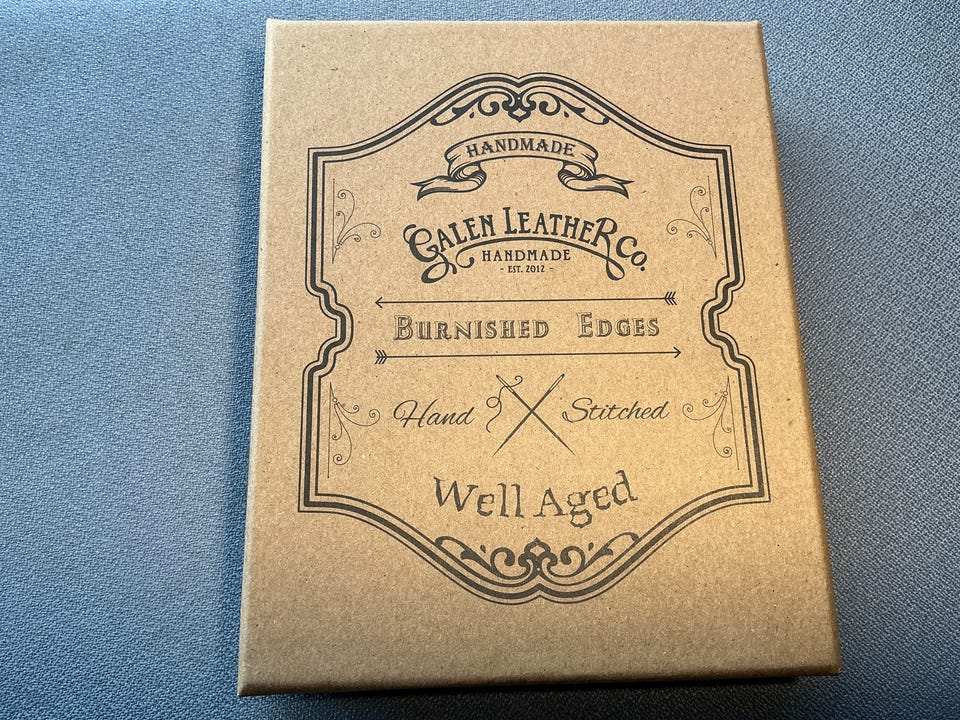 HANDMADE
GALEN LEATHER CO.
HANDMADE
- EST. 2012 -
BURNISHED EDGES
Hand Stitched
Well Aged